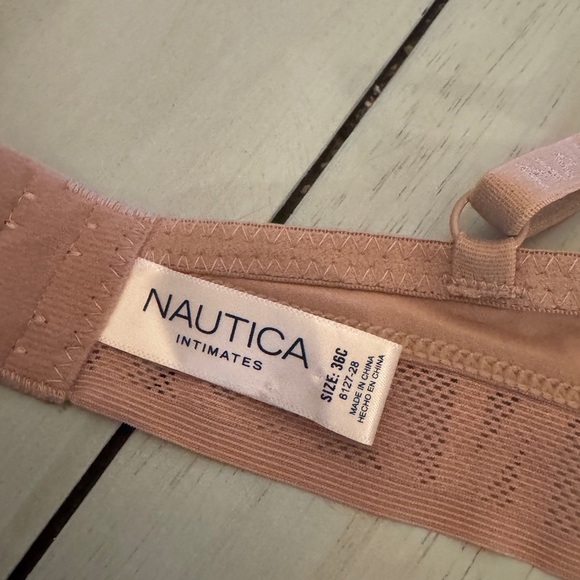 NAUTICA
INTIMATES
SIZE: 36C
6127-28
MADE IN CHINA
HECHO EN CHINA